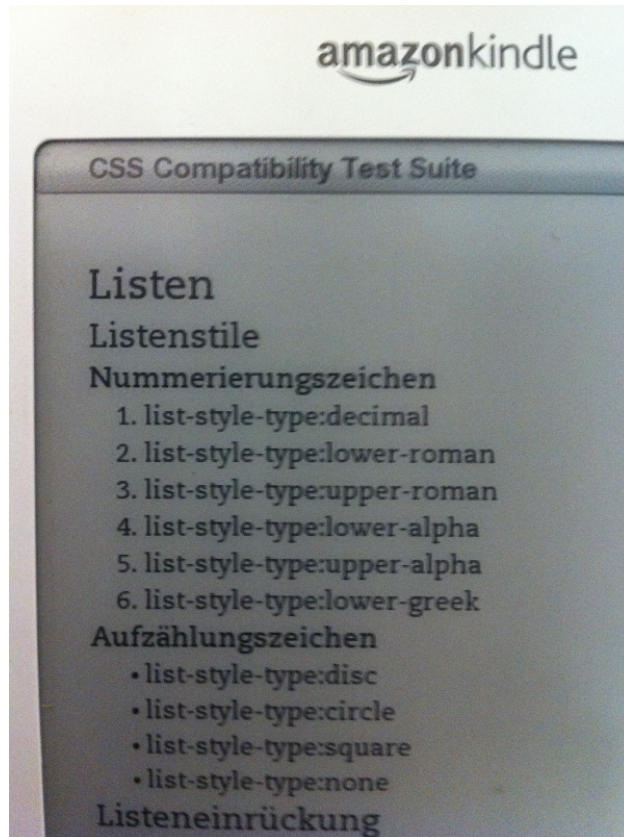 amazonkindle
CSS Compatibility Test Suite
Listen
Listenstile
Nummerierungszeichen
1. list-style-type:decimal
2. list-style-type:lower-roman
3. list-style-type:upper-roman
4. list-style-type:lower-alpha
5. list-style-type:upper-alpha
6. list-style-type:lower-greek
Aufzählungszeichen
• list-style-type:disc
• list-style-type:circle
• list-style-type:square
• list-style-type:none
Listeneinrückung